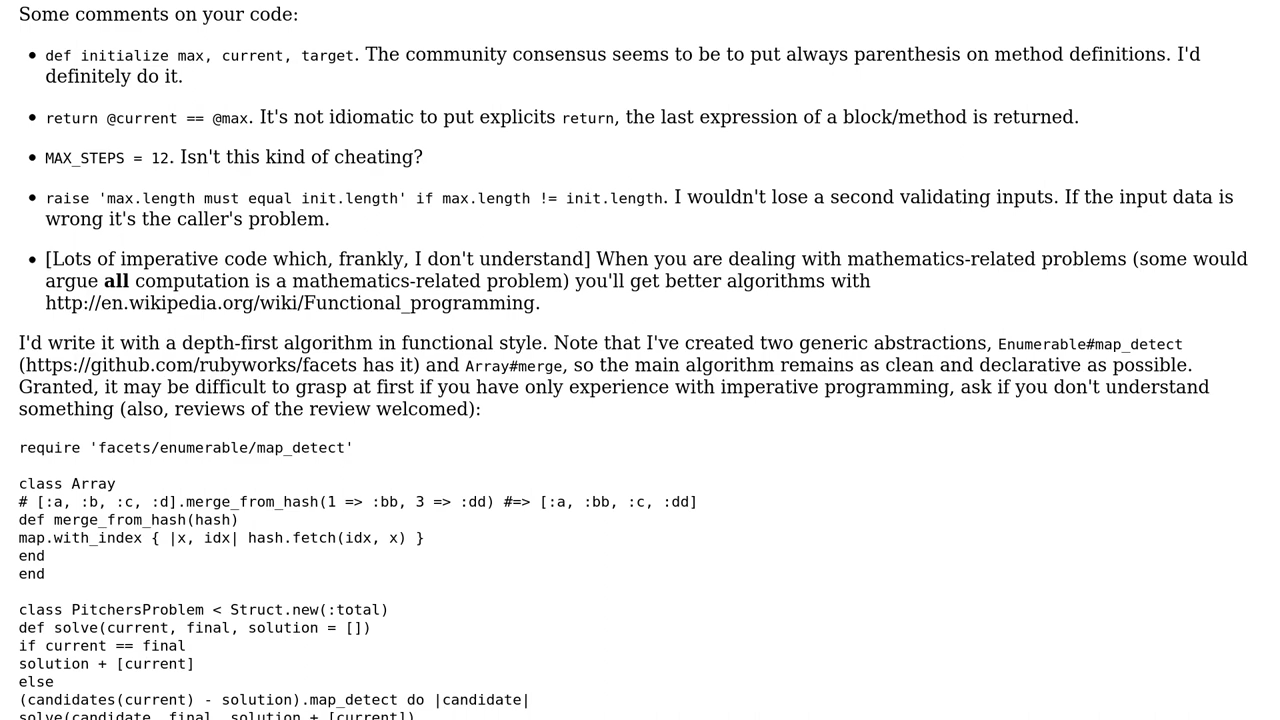 Some comments on your code:
• def initialize max, current, target. The community consensus seems to be to put always parenthesis on method definitions. I'd
definitely do it.
• return @current == @max. It's not idiomatic to put explicits return, the last expression of a block/method is returned.
• MAX_STEPS = 12. Isn't this kind of cheating?
• raise 'max.length must equal init.length' if max.length != init.length. I wouldn't lose a second validating inputs. If the input data is
wrong it's the caller's problem.
• [Lots of imperative code which, frankly, I don't understand] When you are dealing with mathematics-related problems (some would
argue all computation is a mathematics-related problem) you'll get better algorithms with
http://en.wikipedia.org/wiki/Functional_programming.
I'd write it with a depth-first algorithm in functional style. Note that I've created two generic abstractions, Enumerable#map_detect
(https://github.com/rubyworks/facets has it) and Array#merge, so the main algorithm remains as clean and declarative as possible.
Granted, it may be difficult to grasp at first if you have only experience with imperative programming, ask if you don't understand
something (also, reviews of the review welcomed):
require 'facets/enumerable/map_detect'
class Array
# [:a, :b, :c, :d].merge_from_hash(1 => :bb, 3 => :dd) #=> [:a, :bb, :c, :dd]
def merge_from_hash(hash)
map.with_index { |x, idx| hash.fetch(idx, x) }
end
end
class PitchersProblem < Struct.new(:total)
def solve(current, final, solution = [])
if current == final
solution + [current]
else
(candidates(current) - solution).map_detect do |candidate|
solve(candidate, final, solution + [current])